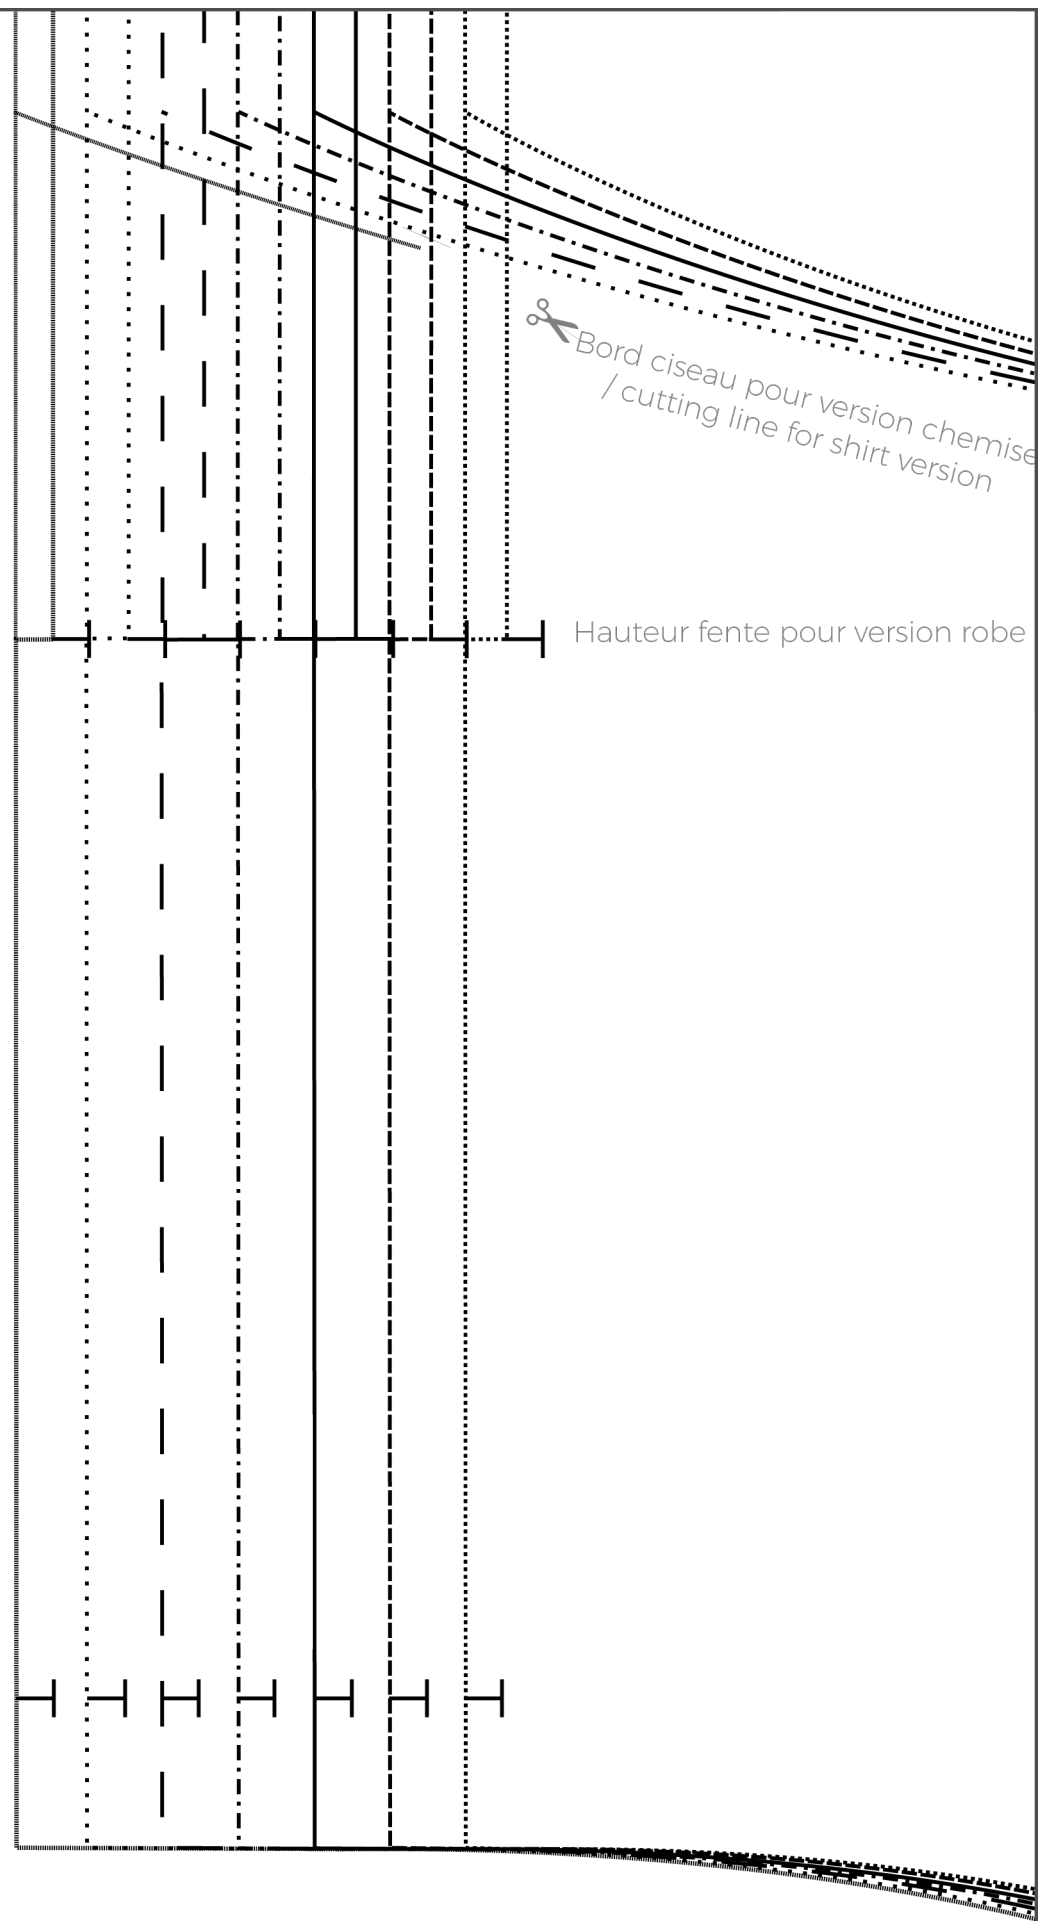 Bord ciseau pour version chemise
/ cutting line for shirt version
Hauteur fente pour version robe